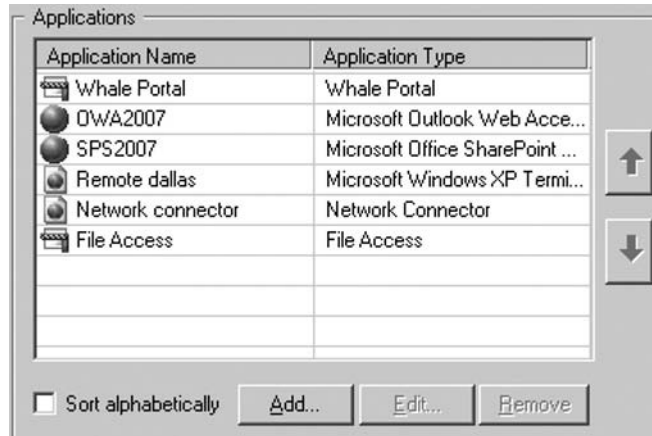 Applications
Application Name Application Type
Whale Portal Whale Portal
OWA2007 Microsoft Outlook Web Acce...
SPS2007 Microsoft Office SharePoint ...
Remote dallas Microsoft Windows XP Termi...
Network connector Network Connector
File Access File Access
Sort alphabetically Add... Edit... Remove